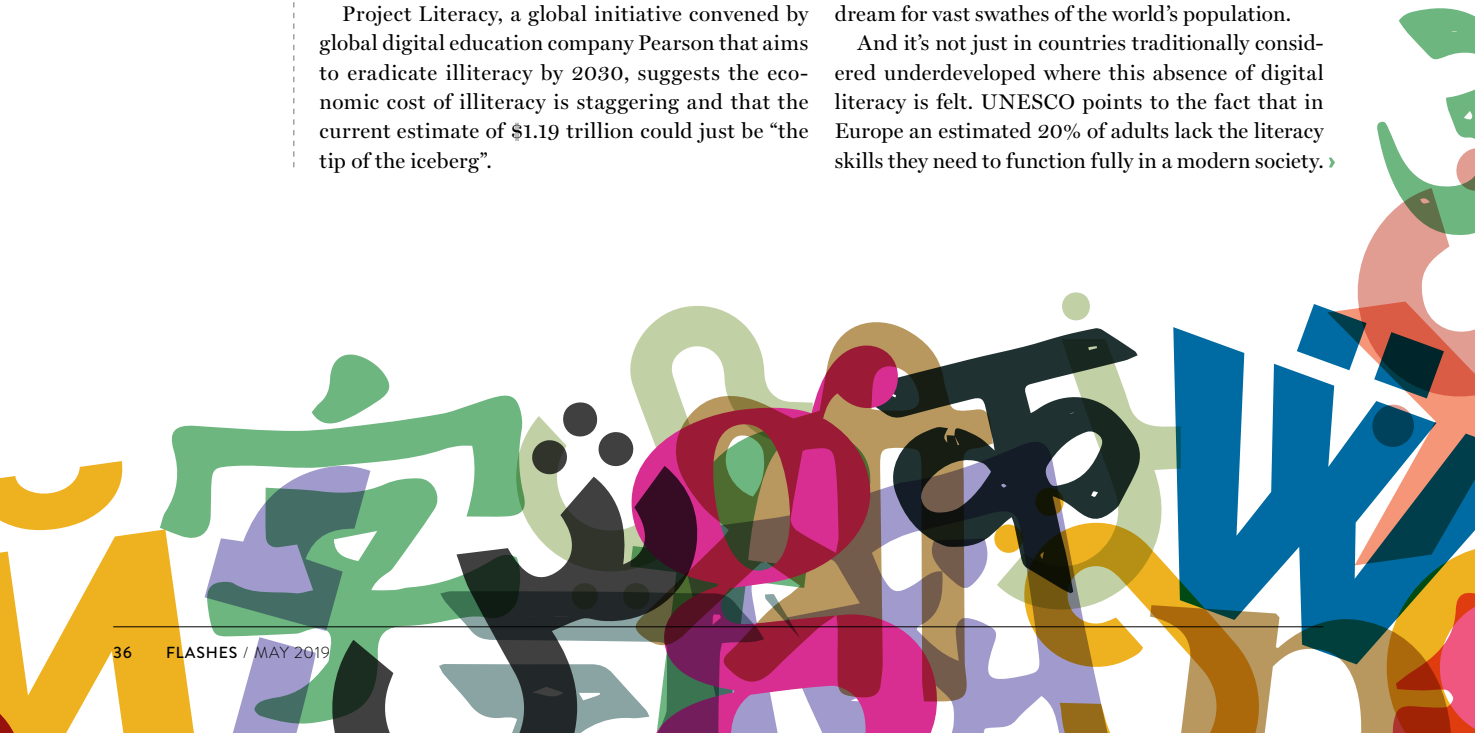 Project Literacy, a global initiative convened by
global digital education company Pearson that aims
to eradicate illiteracy by 2030, suggests the eco-
nomic cost of illiteracy is staggering and that the
current estimate of $1.19 trillion could just be “the
tip of the iceberg”.
dream for vast swathes of the world’s population.
And it’s not just in countries traditionally consid-
ered underdeveloped where this absence of digital
literacy is felt. UNESCO points to the fact that in
Europe an estimated 20% of adults lack the literacy
skills they need to function fully in a modern society. ›
36 FLASHES / MAY 2019